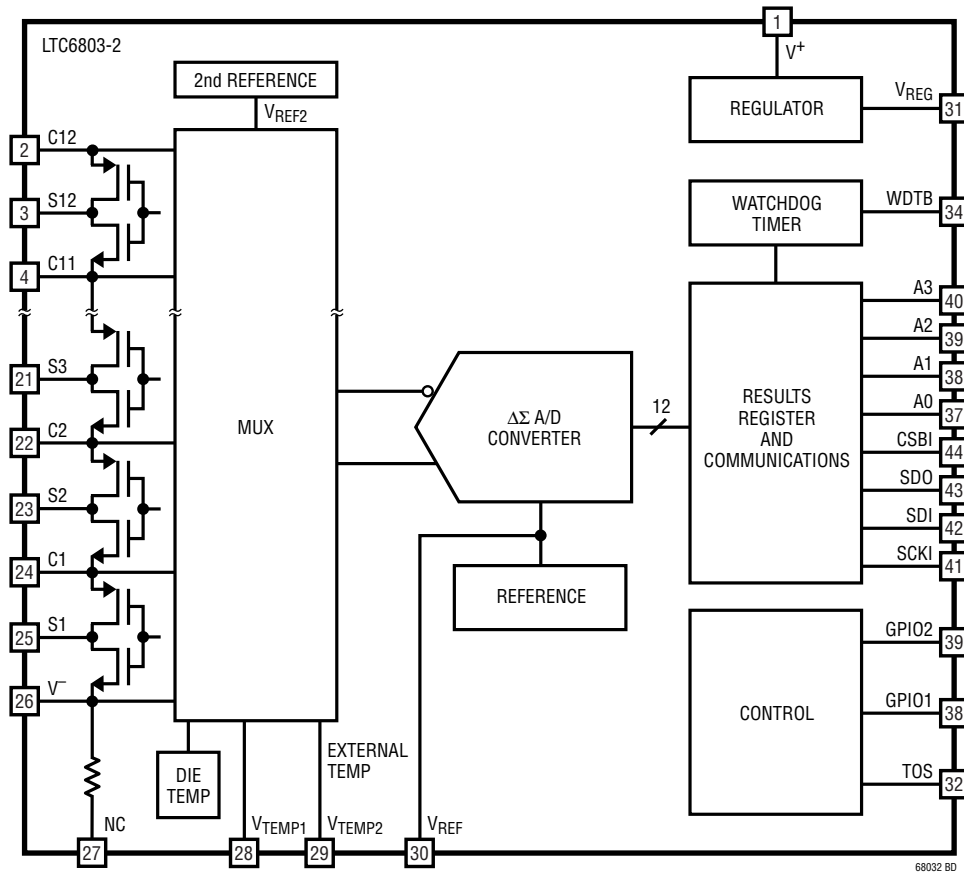 LTC6803-2
1
V+
2nd REFERENCE
VREF2
REGULATOR
VREG
31
2
C12
3
S12
4
C11
WATCHDOG
TIMER
WDTB
34
A3
40
A2
39
A1
38
A0
37
CSBI
44
SDO
43
SDI
42
SCKI
41
21
S3
22
C2
23
S2
24
C1
25
S1
26
V–
MUX
ΔΣ A/D
CONVERTER
12
RESULTS
REGISTER
AND
COMMUNICATIONS
REFERENCE
CONTROL
GPIO2
39
GPIO1
38
TOS
32
DIE
TEMP
EXTERNAL
TEMP
NC
VTEMP1
VTEMP2
VREF
27
28
29
30
68032 BD